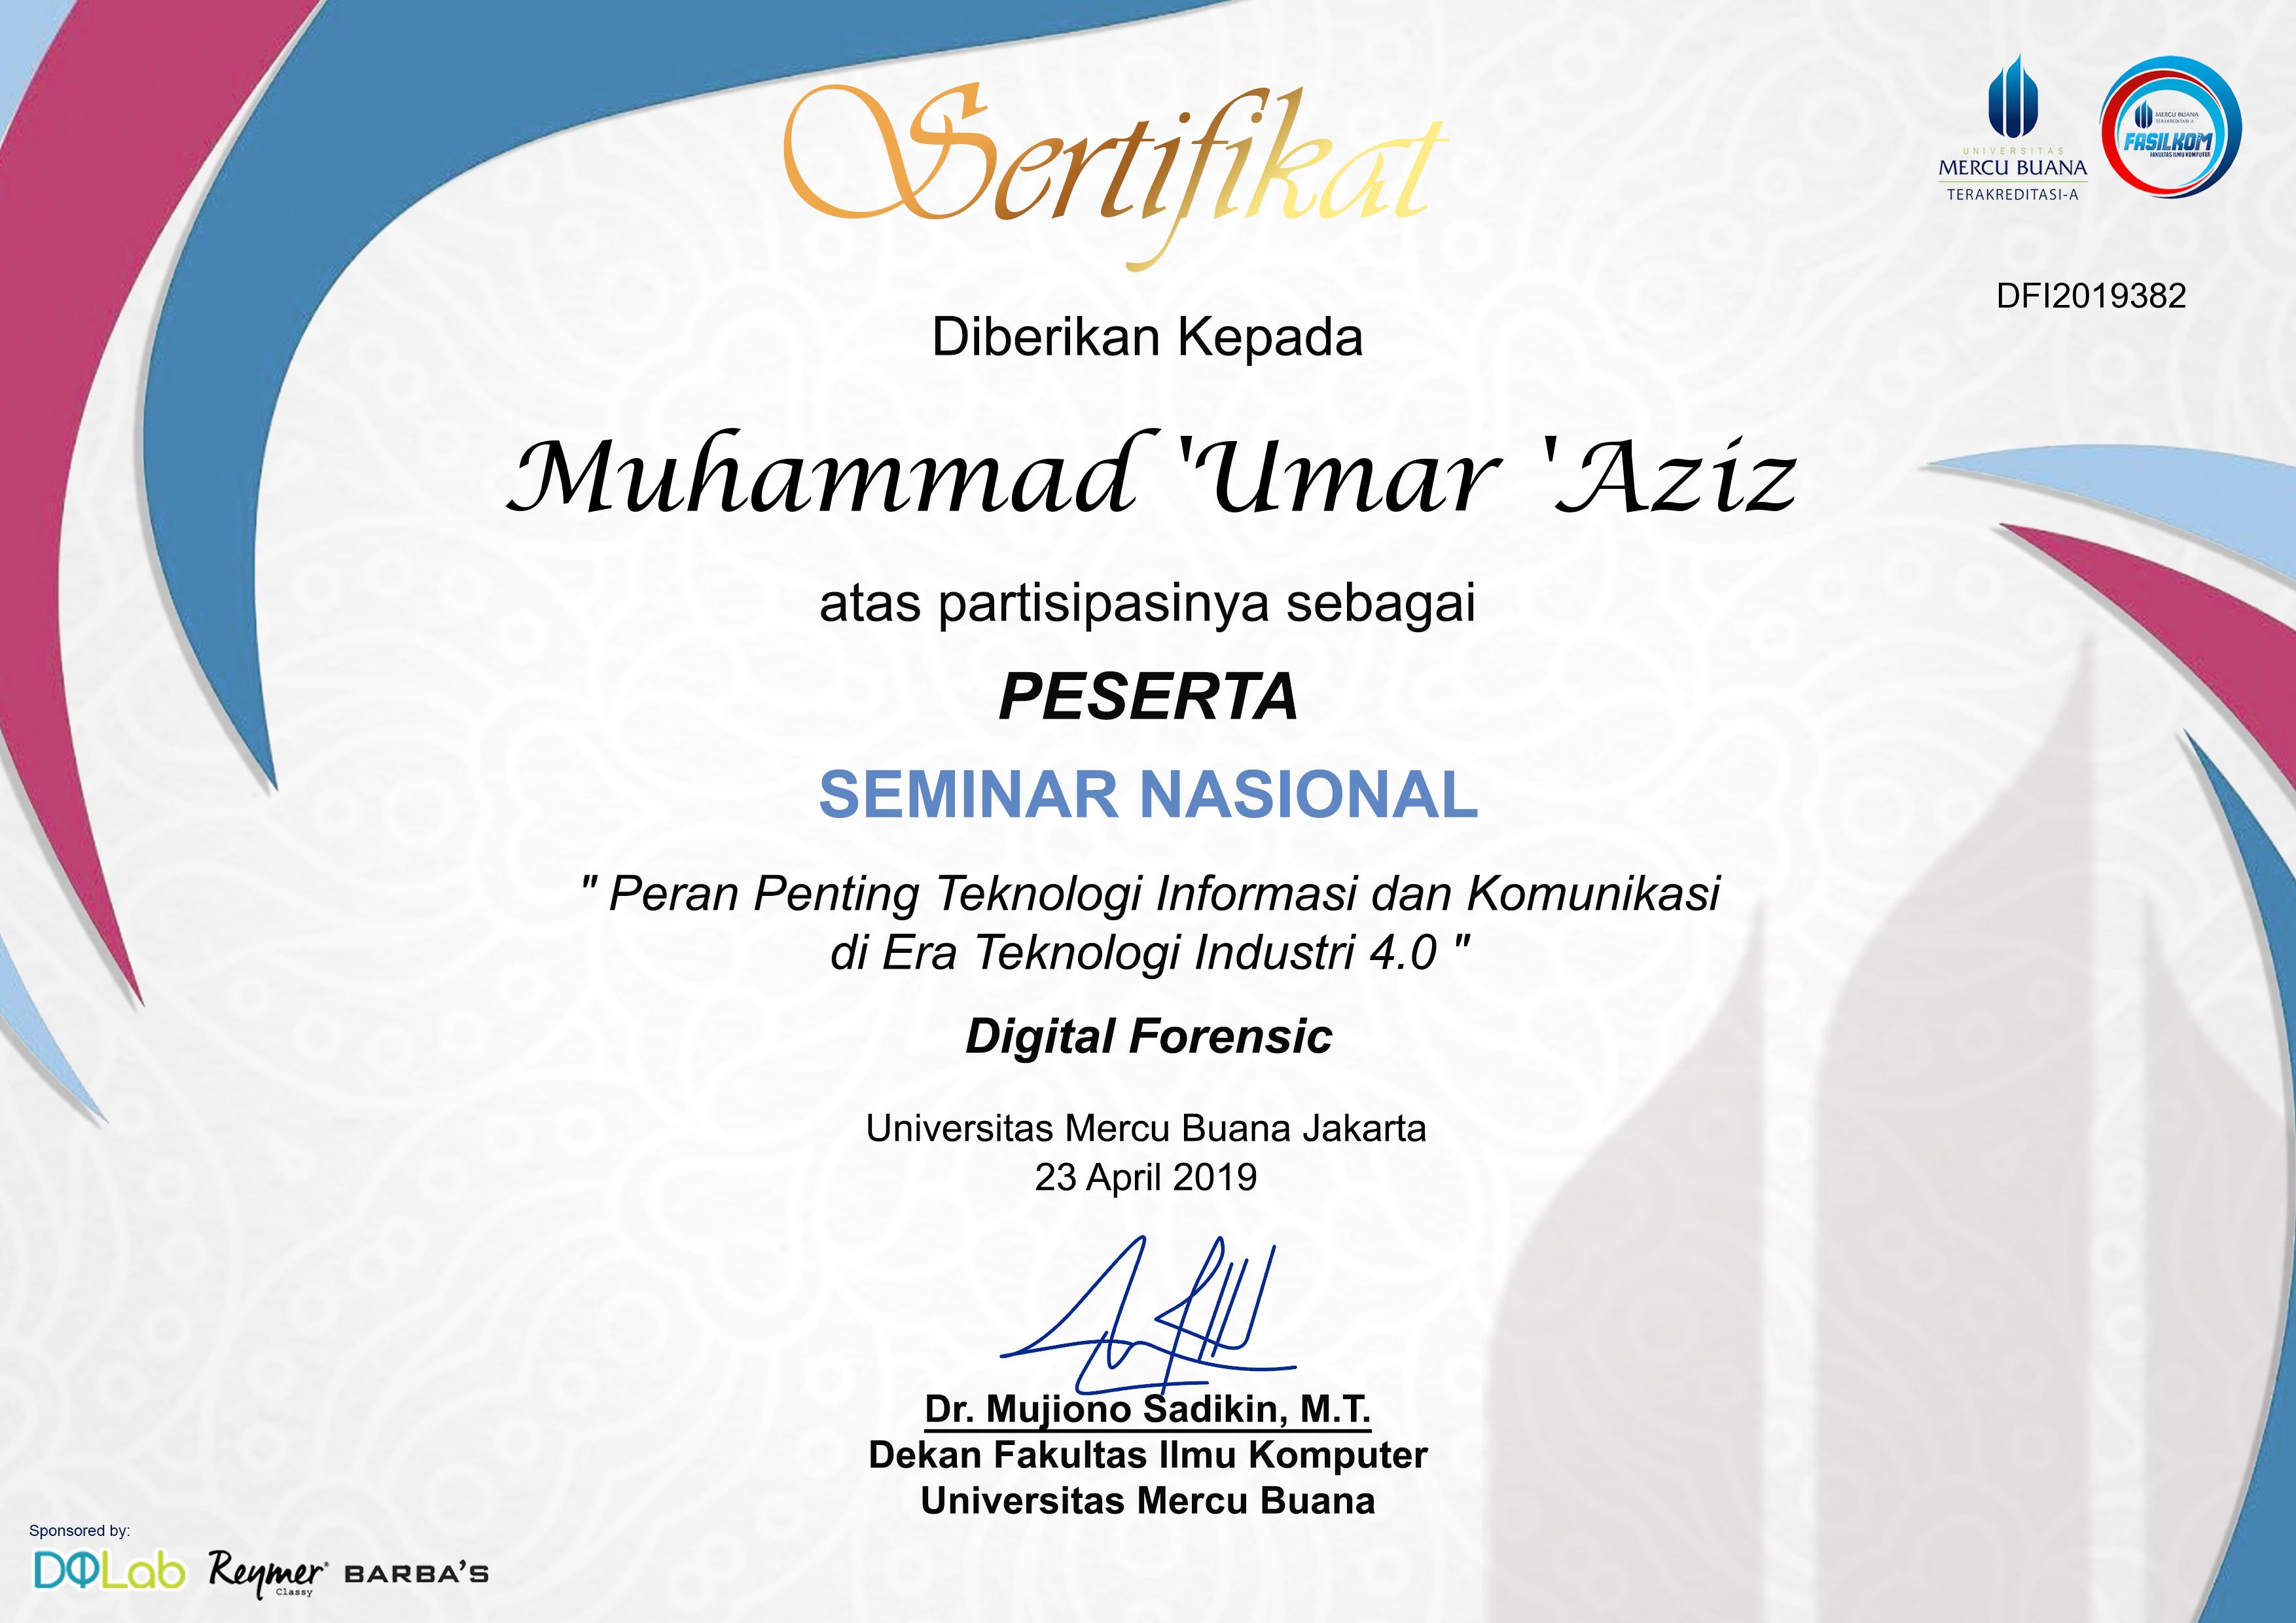 Sertifikat
UNIVERSITAS
MERCU BUANA
TERAKREDITASI-A
MERCU BUANA
TERAKREDITASI-A
FASILKOM
FAKULTAS ILMU KOMPUTER
DFI2019382
Diberikan Kepada
Muhammad 'Umar 'Aziz
atas partisipasinya sebagai
PESERTA
SEMINAR NASIONAL
" Peran Penting Teknologi Informasi dan Komunikasi
di Era Teknologi Industri 4.0 "
Digital Forensic
Universitas Mercu Buana Jakarta
23 April 2019
Dr. Mujiono Sadikin, M.T.
Dekan Fakultas Ilmu Komputer
Universitas Mercu Buana
Sponsored by:
DQLab Reymer® BARBA'S
Classy